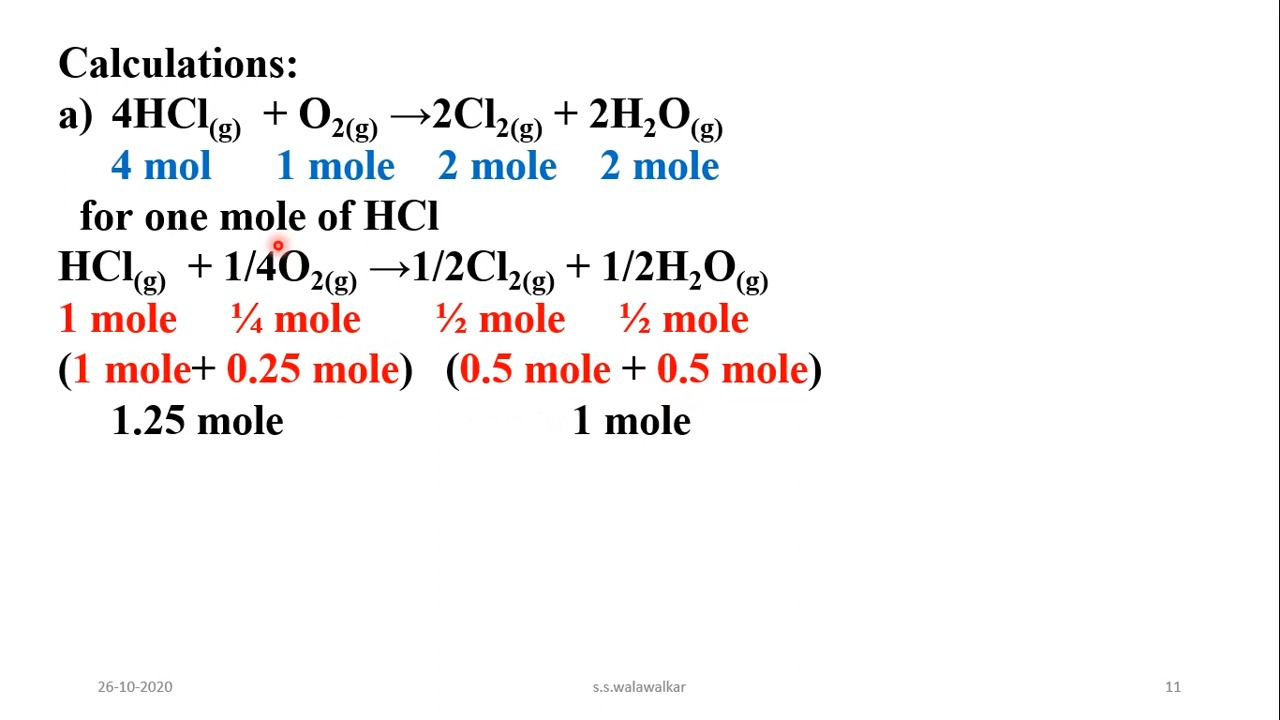 Calculations:
a) 4HCl(g) + O2(g) →2Cl2(g) + 2H2O(g)
4 mol 1 mole 2 mole 2 mole
for one mole of HCl
HCl(g) + 1/4O2(g) →1/2Cl2(g) + 1/2H2O(g)
1 mole ¼ mole ½ mole ½ mole
(1 mole+ 0.25 mole) (0.5 mole + 0.5 mole)
1.25 mole 1 mole
26-10-2020 s.s.walawalkar 11